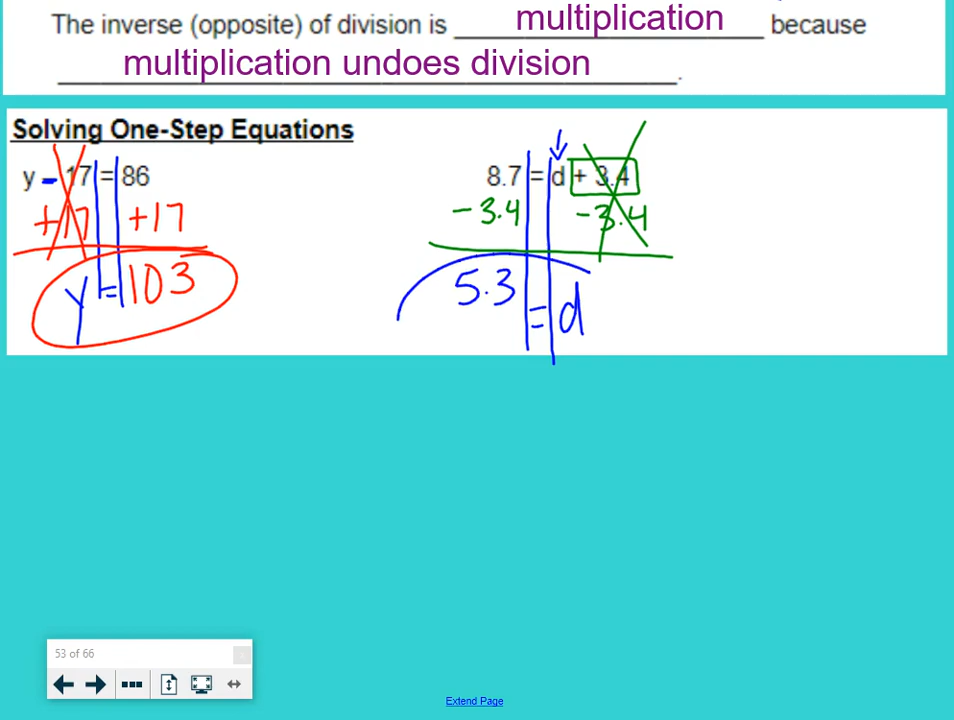 The inverse (opposite) of division is multiplication because
multiplication undoes division.
Solving One-Step Equations
y - 17 = 86
+17 +17
y = 103
8.7 = d + 3.4
-3.4 -3.4
5.3 = d
53 of 66
Extend Page